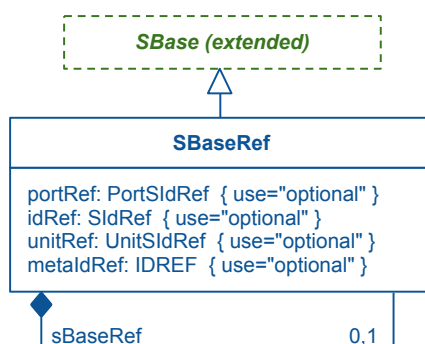 SBase (extended)
SBaseRef
portRef: PortSIdRef { use="optional" }
idRef: SIdRef { use="optional" }
unitRef: UnitSIdRef { use="optional" }
metaIdRef: IDREF { use="optional" }
sBaseRef 0,1